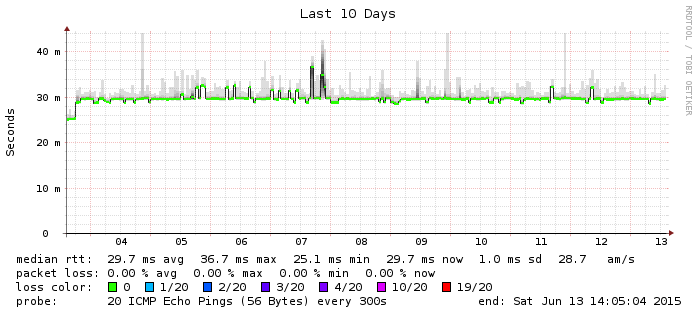 Last 10 Days
RRDTOOL / TOBI OETIKER
Seconds
40 m
30 m
20 m
10 m
0
04 05 06 07 08 09 10 11 12 13
median rtt: 29.7 ms avg 36.7 ms max 25.1 ms min 29.7 ms now 1.0 ms sd 28.7 am/s
packet loss: 0.00 % avg 0.00 % max 0.00 % min 0.00 % now
loss color: 0 1/20 2/20 3/20 4/20 10/20 19/20
probe: 20 ICMP Echo Pings (56 Bytes) every 300s end: Sat Jun 13 14:05:04 2015